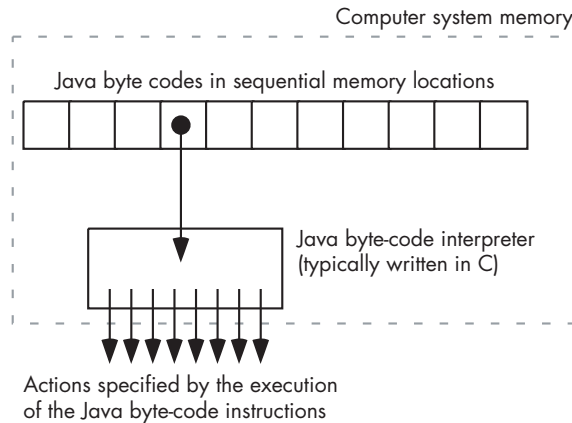 Computer system memory
Java byte codes in sequential memory locations
Java byte-code interpreter
(typically written in C)
Actions specified by the execution
of the Java byte-code instructions